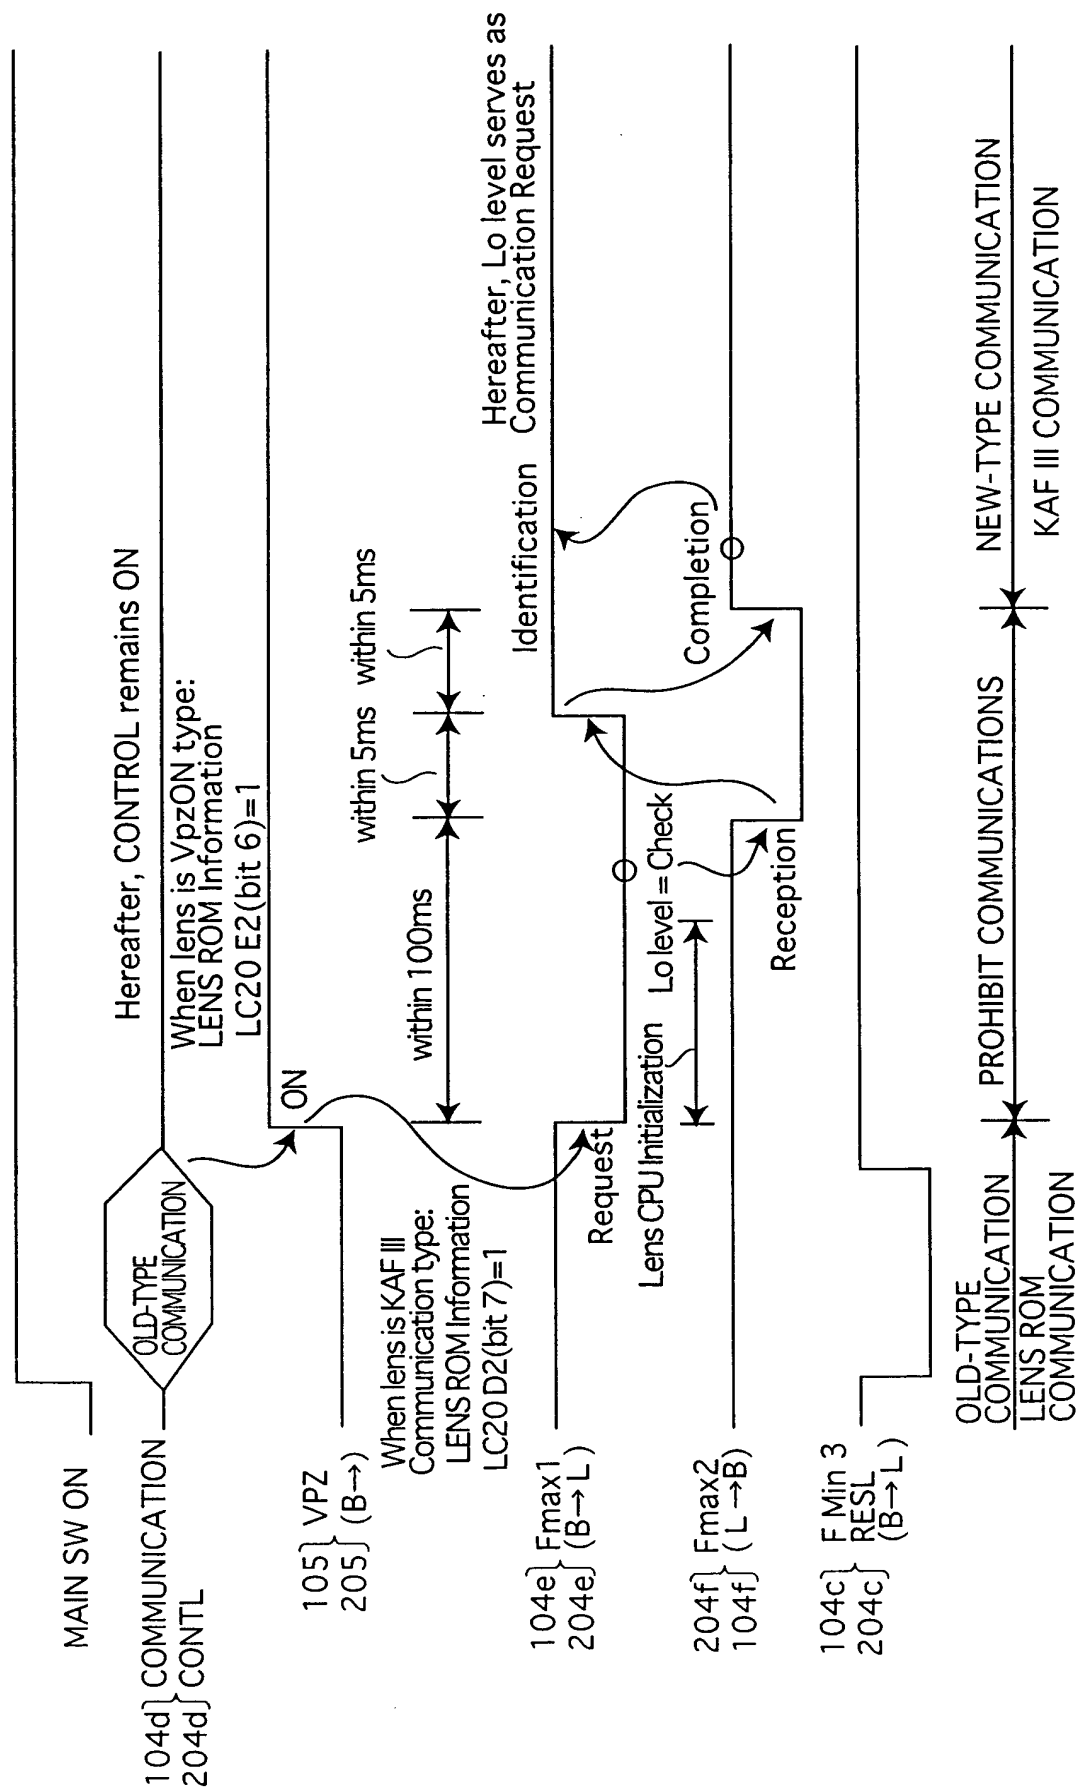 MAIN SW ON
104d
204d
COMMUNICATION
CONTL
OLD-TYPE
COMMUNICATION
Hereafter, CONTROL remains ON
When lens is VpzON type:
LENS ROM Information
LC20 E2(bit 6)=1
105
205
VPZ
(B→)
ON
When lens is KAF III
Communication type:
LENS ROM Information
LC20 D2(bit 7)=1
within 100ms
within 5ms
within 5ms
104e
204e
Fmax1
(B→L)
Request
Identification
Hereafter, Lo level serves as
Communication Request
Lens CPU Initialization
Lo level = Check
204f
104f
Fmax2
(L→B)
Reception
Completion
104c
204c
F Min 3
RESL
(B→L)
OLD-TYPE
COMMUNICATION
LENS ROM
COMMUNICATION
PROHIBIT COMMUNICATIONS
NEW-TYPE COMMUNICATION
KAF III COMMUNICATION